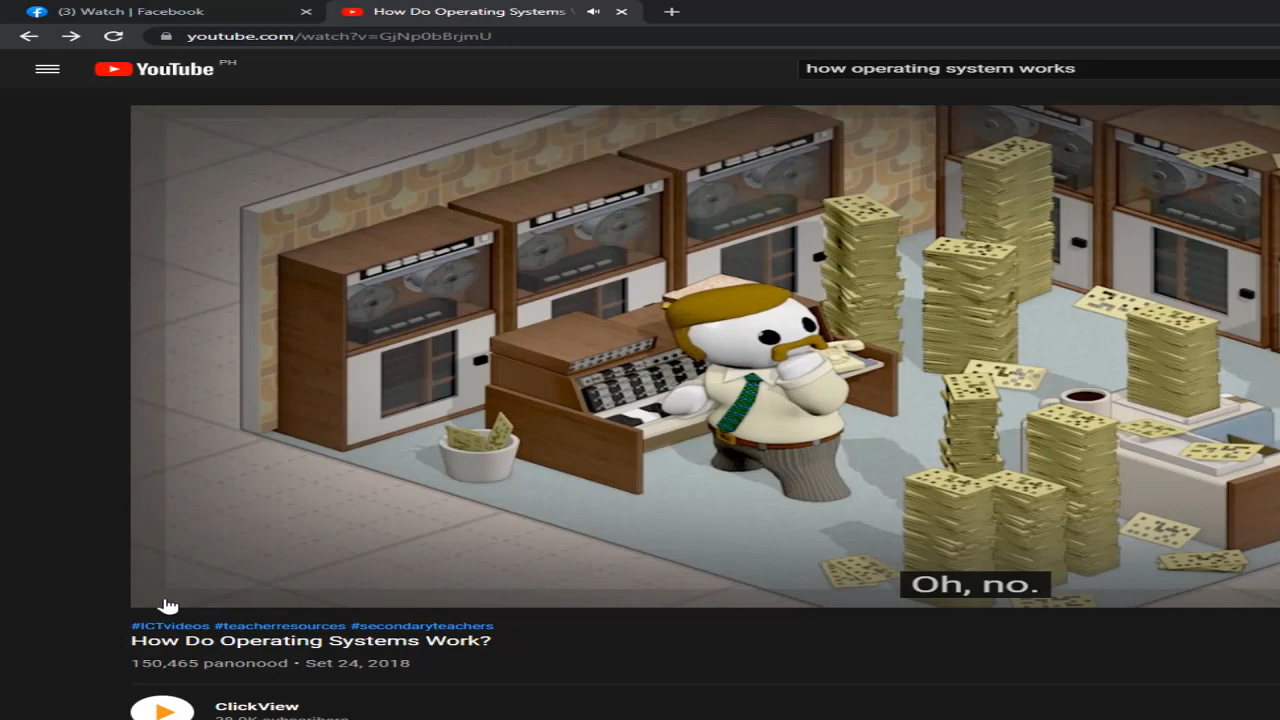 (3) Watch | Facebook
How Do Operating Systems
youtube.com/watch?v=GjNp0bBrjmU
YouTube PH
how operating system works
Oh, no.
#ICTvideos #teacherresources #secondaryteachers
How Do Operating Systems Work?
150,465 panonood • Set 24, 2018
ClickView